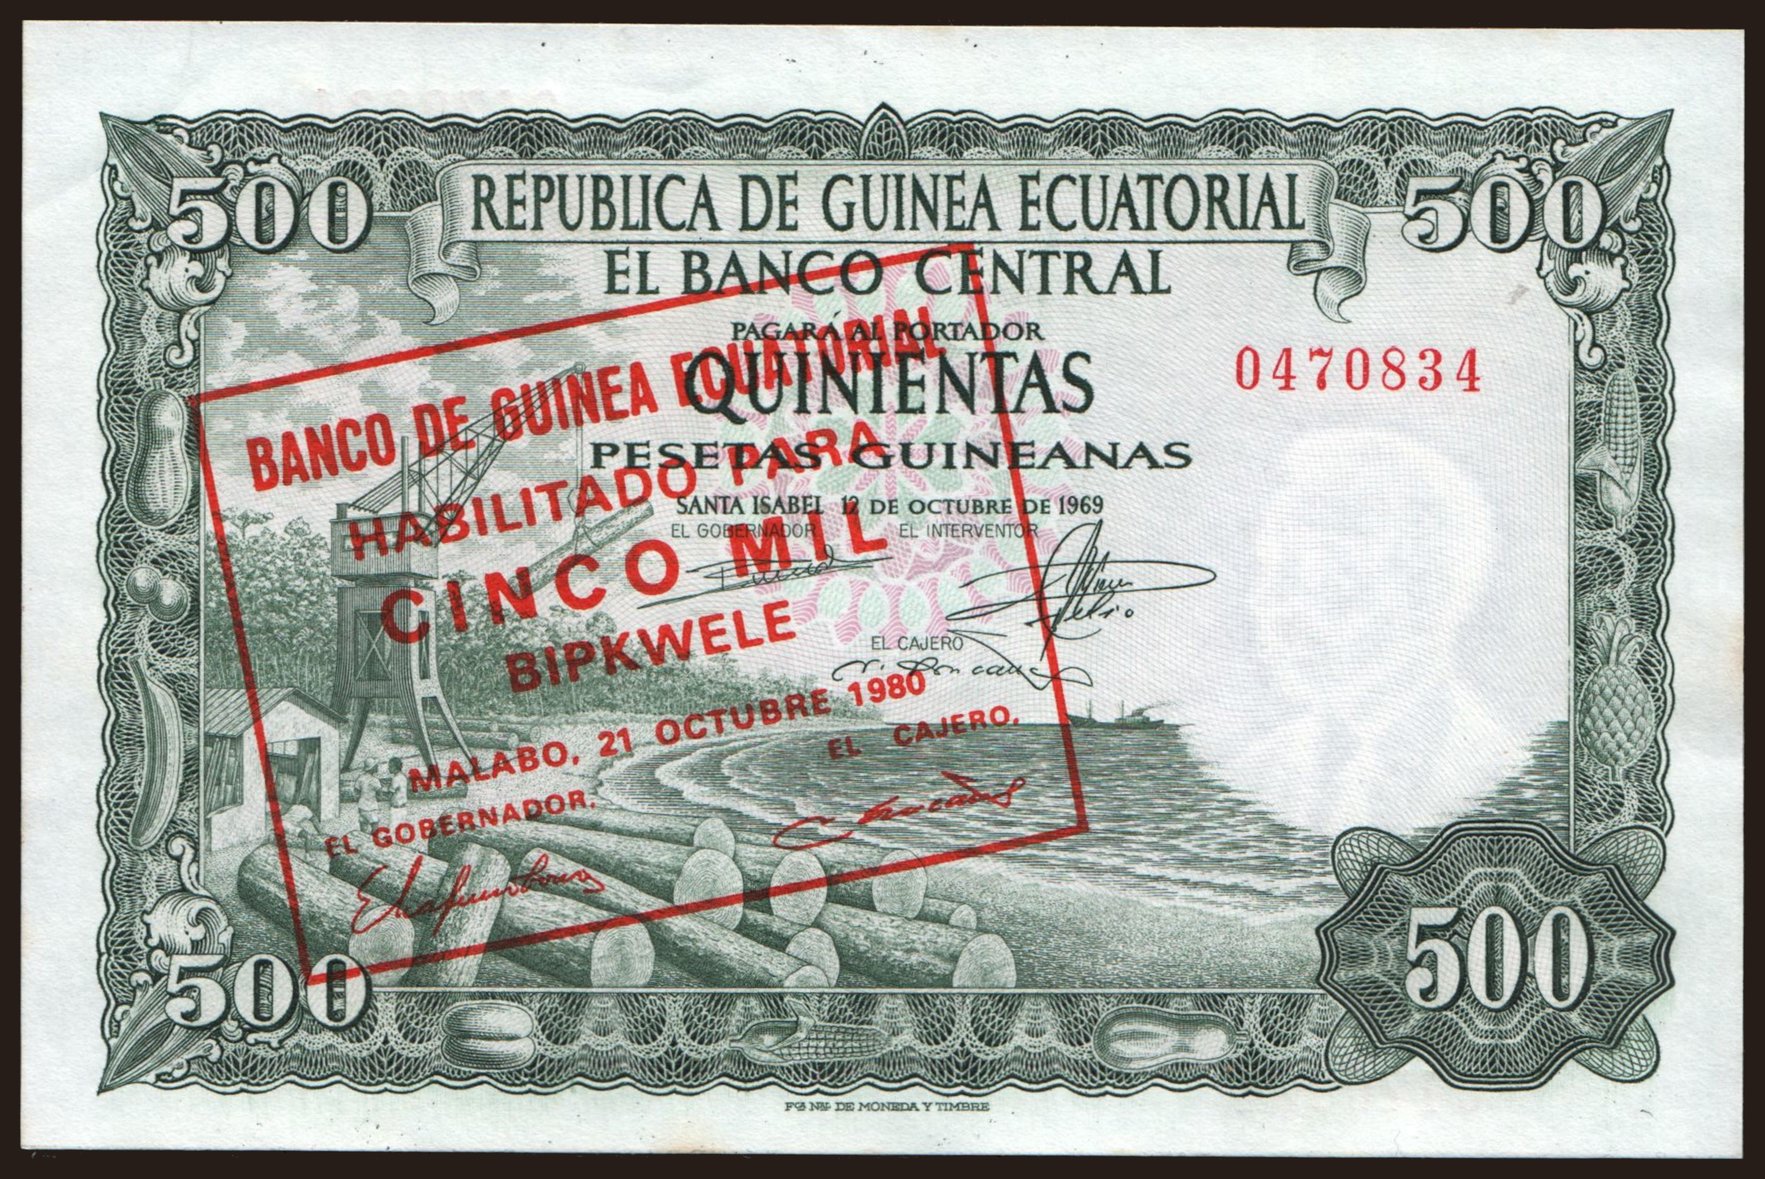 500 REPUBLICA DE GUINEA ECUATORIAL 500
EL BANCO CENTRAL
PAGARÁ AL PORTADOR
QUINIENTAS
0470834
PESETAS GUINEANAS
SANTA ISABEL 12 DE OCTUBRE DE 1969
EL GOBERNADOR EL INTERVENTOR
EL CAJERO
BANCO DE GUINEA ECUATORIAL
HABILITADO PARA
CINCO MIL
BIPKWELE
MALABO, 21 OCTUBRE 1980
EL GOBERNADOR, EL CAJERO,
500 500
DE MONEDA Y TIMBRE